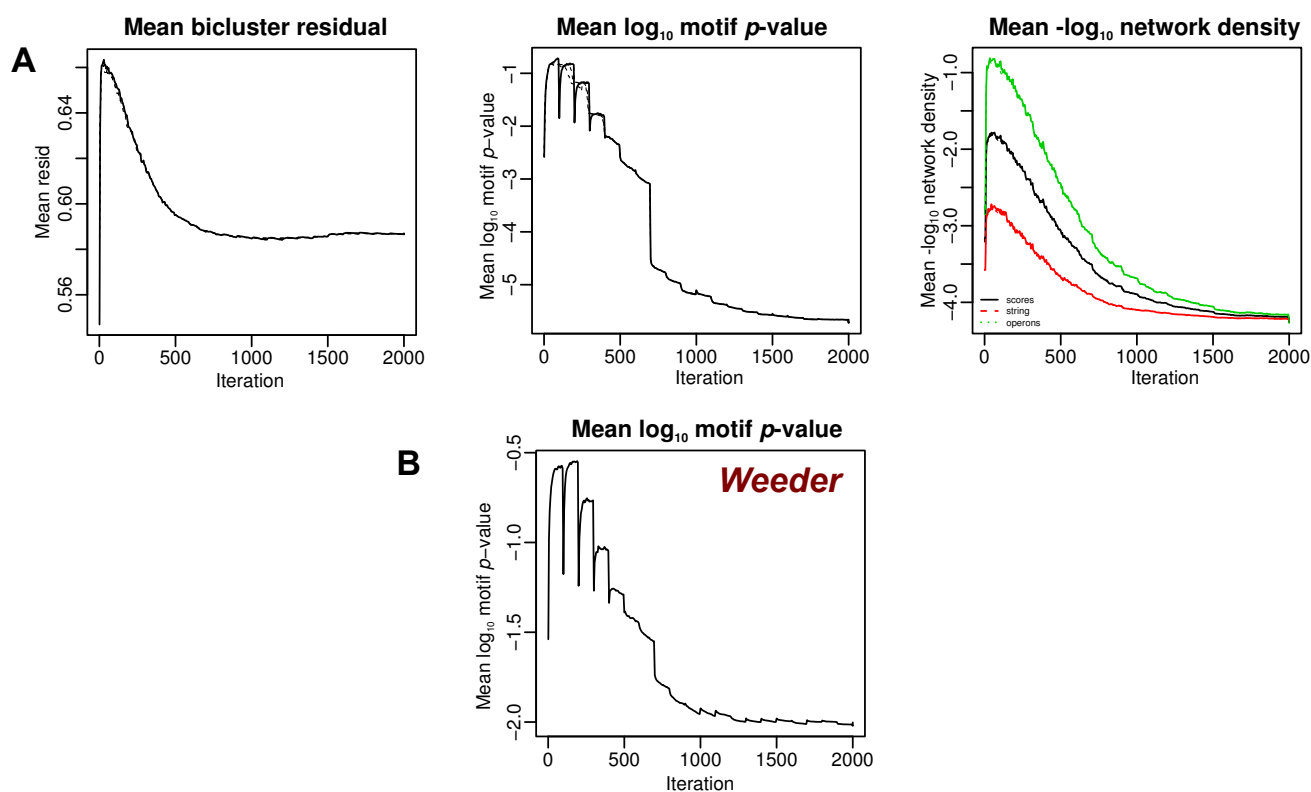 A
Mean bicluster residual
Mean resid
0.64
0.60
0.56
0 500 1000 1500 2000
Iteration
Mean log₁₀ motif p-value
Mean log₁₀ motif p−value
−1
−2
−3
−4
−5
0 500 1000 1500 2000
Iteration
Mean -log₁₀ network density
Mean -log₁₀ network density
−1.0
−2.0
−3.0
−4.0
scores
string
operons
0 500 1000 1500 2000
Iteration
B
Mean log₁₀ motif p-value
Weeder
Mean log₁₀ motif p−value
−0.5
−1.0
−1.5
−2.0
0 500 1000 1500 2000
Iteration